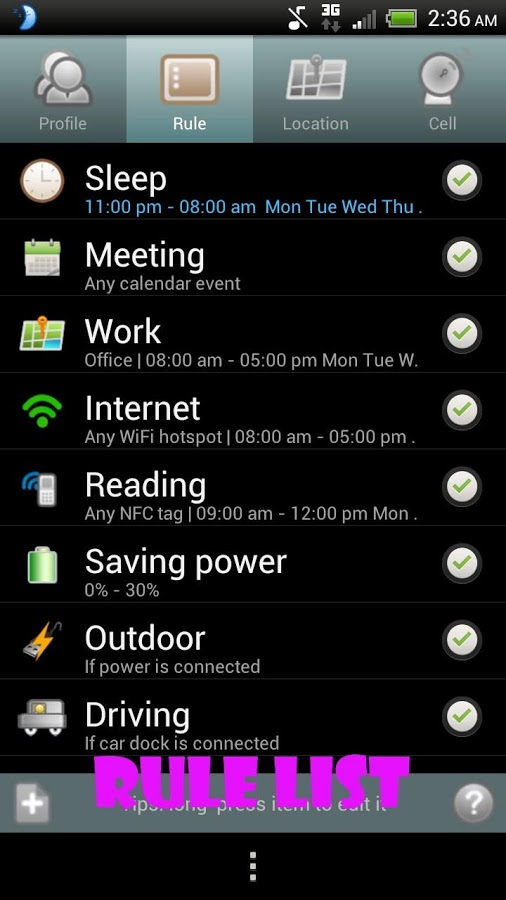 3G
2:36 AM
Profile
Rule
Location
Cell
Sleep
11:00 pm - 08:00 am Mon Tue Wed Thu .
Meeting
Any calendar event
Work
Office | 08:00 am - 05:00 pm Mon Tue W.
Internet
Any WiFi hotspot | 08:00 am - 05:00 pm .
Reading
Any NFC tag | 09:00 am - 12:00 pm Mon .
Saving power
0% - 30%
Outdoor
If power is connected
Driving
If car dock is connected
RULE LIST
Tips: long-press item to edit it
?